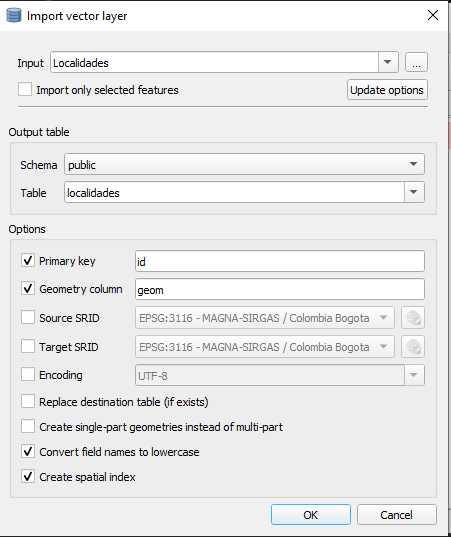 Import vector layer
Input Localidades ...
Import only selected features Update options
Output table
Schema public
Table localidades
Options
Primary key id
Geometry column geom
Source SRID EPSG:3116 - MAGNA-SIRGAS / Colombia Bogota
Target SRID EPSG:3116 - MAGNA-SIRGAS / Colombia Bogota
Encoding UTF-8
Replace destination table (if exists)
Create single-part geometries instead of multi-part
Convert field names to lowercase
Create spatial index
OK Cancel